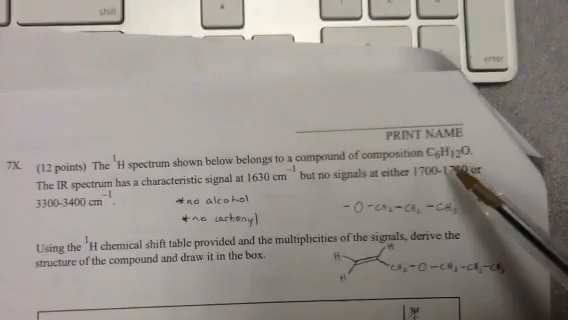 shift
enter
PRINT NAME
7X. (12 points) The ¹H spectrum shown below belongs to a compound of composition C₆H₁₂O.
The IR spectrum has a characteristic signal at 1630 cm⁻¹ but no signals at either 1700-17 0 or
3300-3400 cm⁻¹.
*no alcohol
*no carbonyl
-O-CH₂-CH₂-CH₃
Using the ¹H chemical shift table provided and the multiplicities of the signals, derive the
structure of the compound and draw it in the box.
H H
H CH₂-O-CH₂-CH₂-CH₃